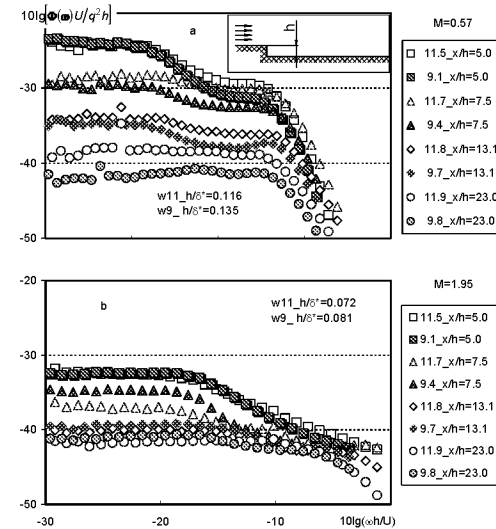 10lg[Φ(ω)U/q²h]
a
h
M=0.57
-30
-40
-50
w11_h/δ*=0.116
w9_ h/δ*=0.135
11.5_x/h=5.0
9.1_x/h=5.0
11.7_x/h=7.5
9.4_x/h=7.5
11.8_x/h=13.1
9.7_x/h=13.1
11.9_x/h=23.0
9.8_x/h=23.0
-20
b
w11_h/δ*=0.072
w9_ h/δ*=0.081
M=1.95
-30
-40
-50
11.5_x/h=5.0
9.1_x/h=5.0
11.7_x/h=7.5
9.4_x/h=7.5
11.8_x/h=13.1
9.7_x/h=13.1
11.9_x/h=23.0
9.8_x/h=23.0
-30 -20 -10 10lg(ωh/U)